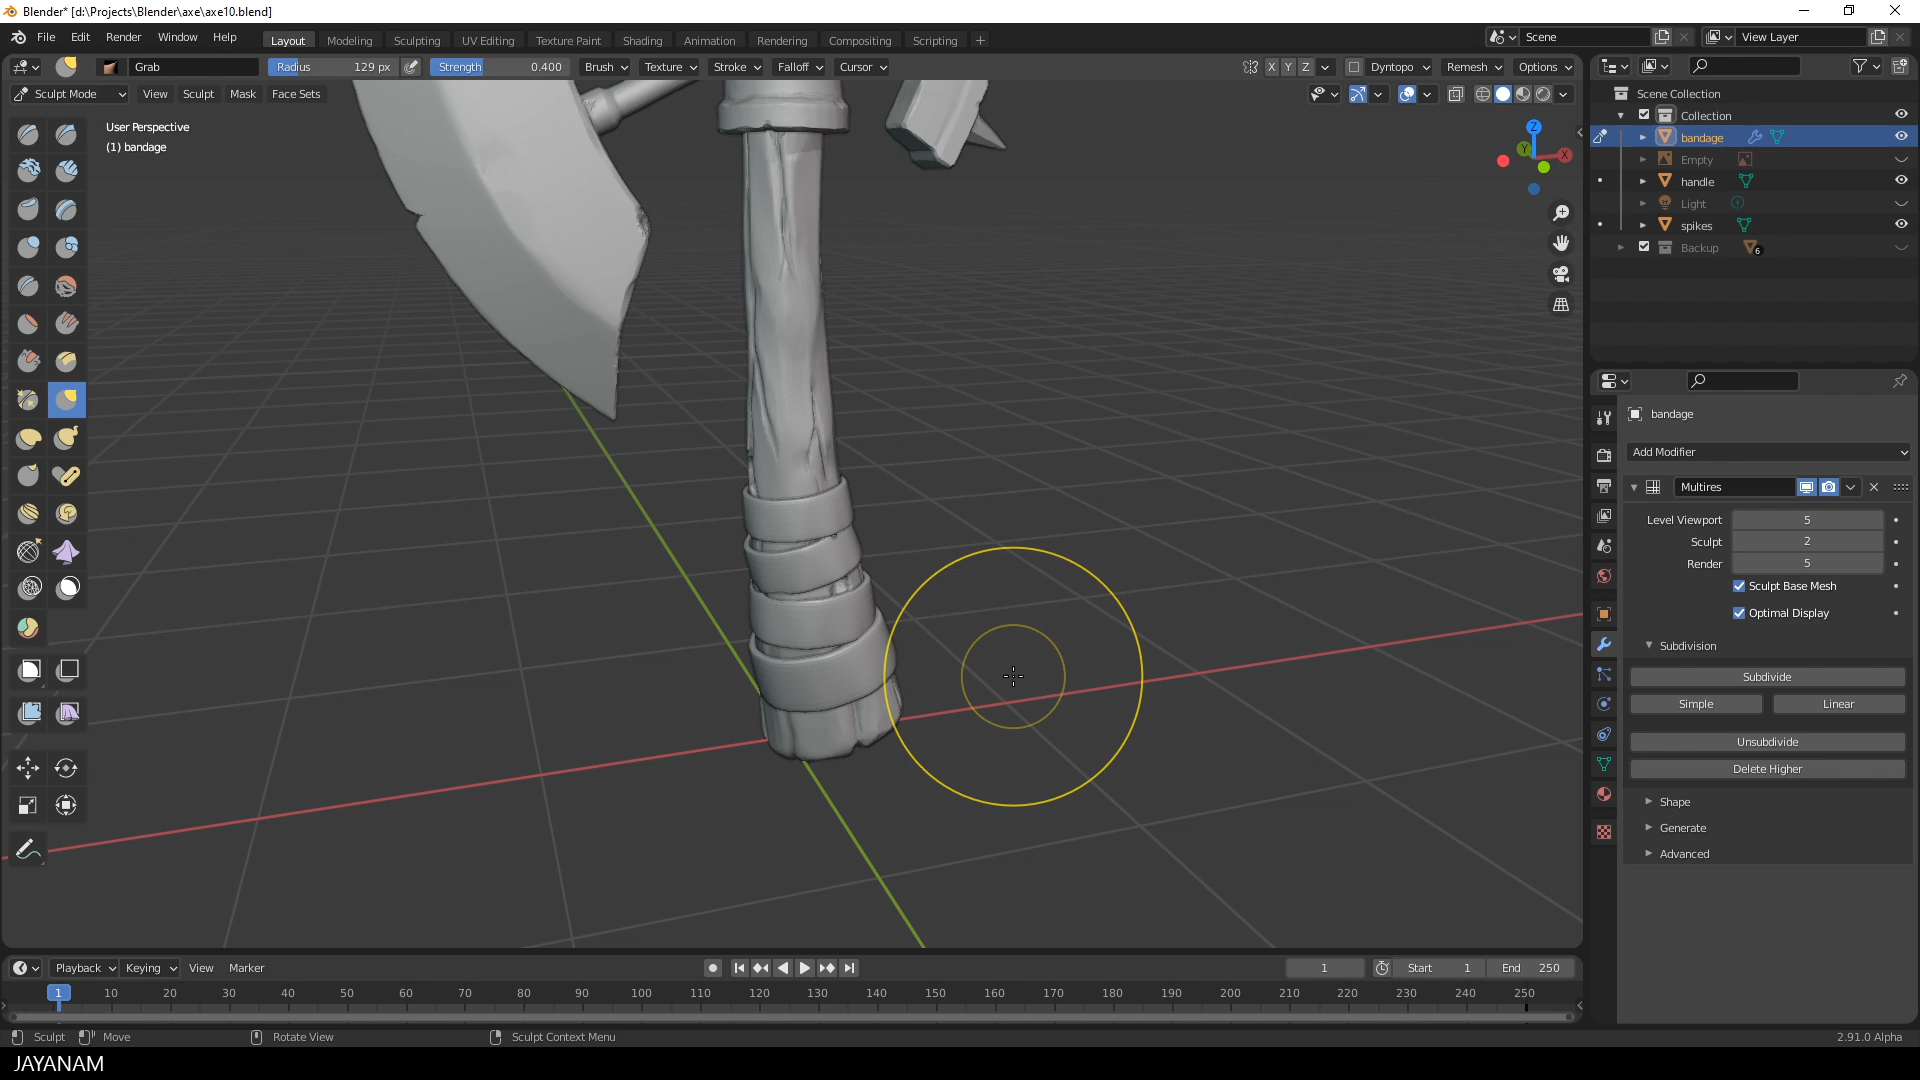 Blender* [d:\Projects\Blender\axe\axe10.blend]
File Edit Render Window Help Layout Modeling Sculpting UV Editing Texture Paint Shading Animation Rendering Compositing Scripting + Scene View Layer
Grab Radius 129 px Strength 0.400 Brush Texture Stroke Falloff Cursor X Y Z Dyntopo Remesh Options
Sculpt Mode View Sculpt Mask Face Sets
User Perspective
(1) bandage
Z
Y X
Scene Collection
Collection
bandage
Empty
handle
Light
spikes
Backup 6
bandage
Add Modifier
Multires
Level Viewport 5
Sculpt 2
Render 5
Sculpt Base Mesh
Optimal Display
Subdivision
Subdivide
Simple Linear
Unsubdivide
Delete Higher
Shape
Generate
Advanced
Playback Keying View Marker 1 Start 1 End 250
1 10 20 30 40 50 60 70 80 90 100 110 120 130 140 150 160 170 180 190 200 210 220 230 240 250
Sculpt Move Rotate View Sculpt Context Menu 2.91.0 Alpha
JAYANAM